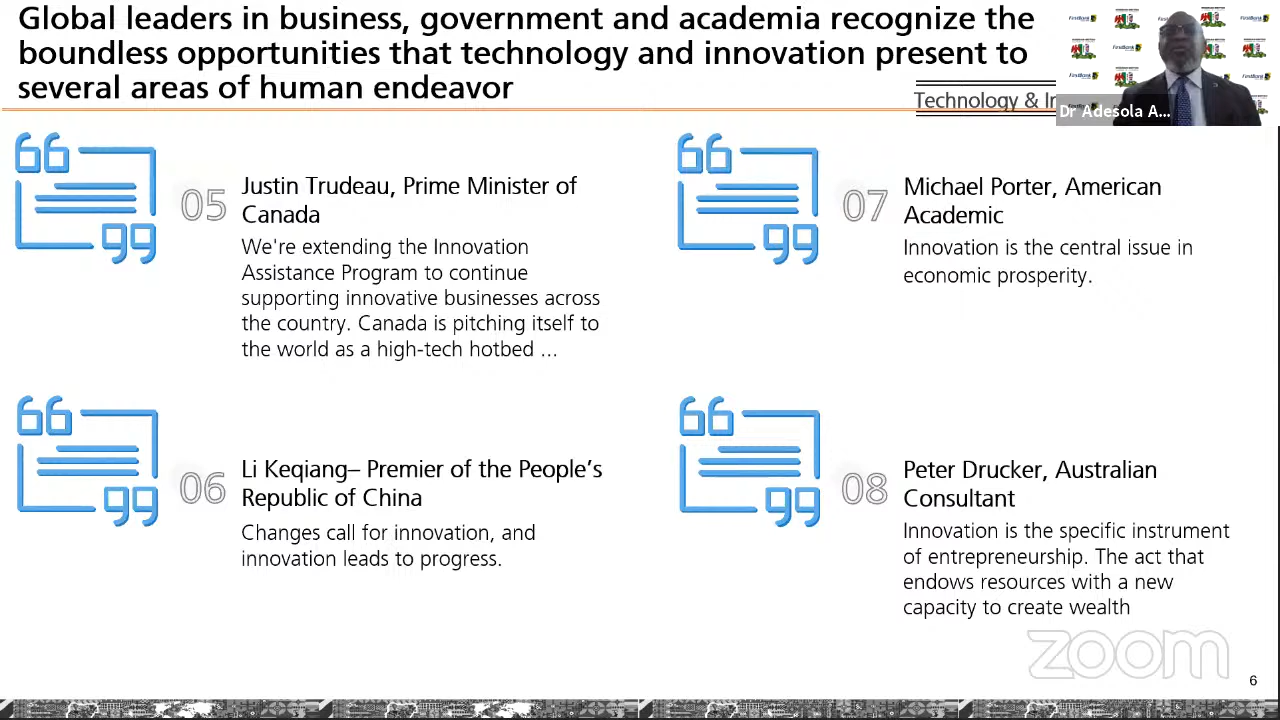 Global leaders in business, government and academia recognize the
boundless opportunities that technology and innovation present to
several areas of human endeavor
Technology &
Dr Adesola A...
FirstBank
05
Justin Trudeau, Prime Minister of
Canada
We're extending the Innovation
Assistance Program to continue
supporting innovative businesses across
the country. Canada is pitching itself to
the world as a high-tech hotbed ...
07
Michael Porter, American
Academic
Innovation is the central issue in
economic prosperity.
06
Li Keqiang– Premier of the People’s
Republic of China
Changes call for innovation, and
innovation leads to progress.
08
Peter Drucker, Australian
Consultant
Innovation is the specific instrument
of entrepreneurship. The act that
endows resources with a new
capacity to create wealth
zoom
6